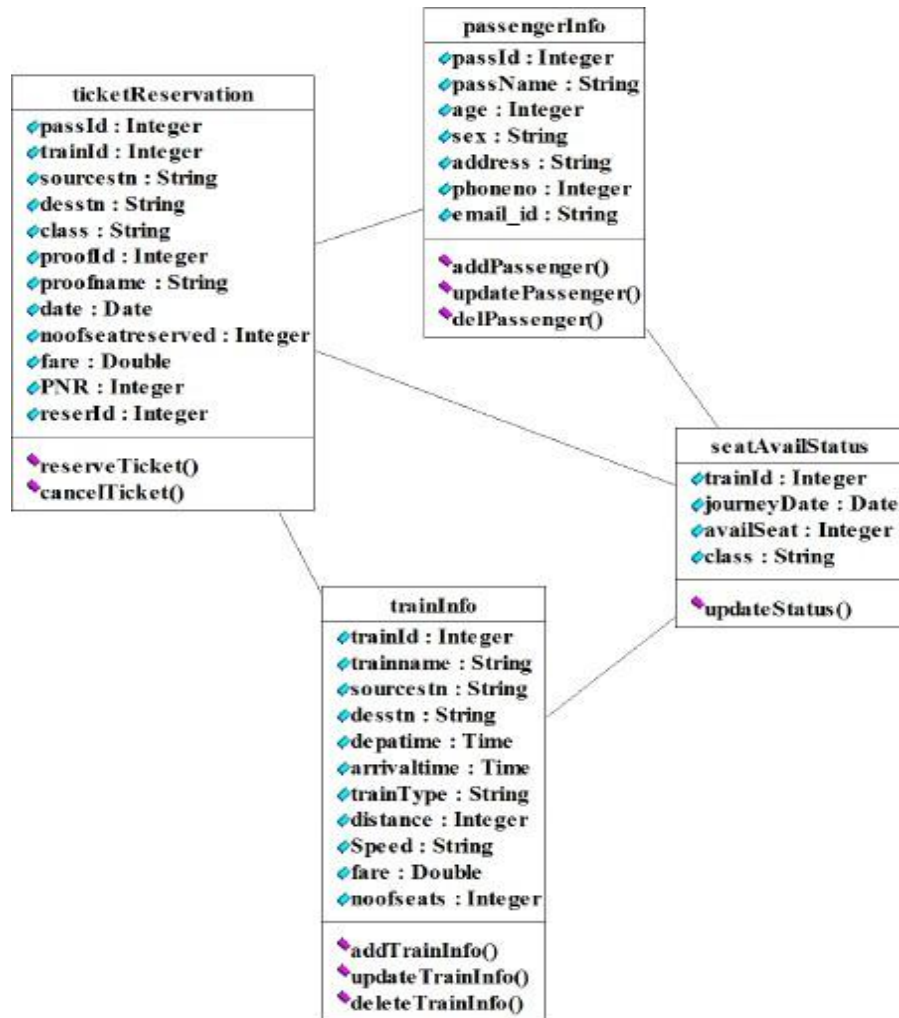 passengerInfo
passId : Integer
passName : String
age : Integer
sex : String
address : String
phoneno : Integer
email_id : String
addPassenger()
updatePassenger()
delPassenger()
ticketReservation
passId : Integer
trainId : Integer
sourcestn : String
desstn : String
class : String
proofId : Integer
proofname : String
date : Date
noofseatreserved : Integer
fare : Double
PNR : Integer
reserId : Integer
reserveTicket()
cancelTicket()
seatAvailStatus
trainId : Integer
journeyDate : Date
availSeat : Integer
class : String
updateStatus()
trainInfo
trainId : Integer
trainname : String
sourcestn : String
desstn : String
depatime : Time
arrivaltime : Time
trainType : String
distance : Integer
Speed : String
fare : Double
noofseats : Integer
addTrainInfo()
updateTrainInfo()
deleteTrainInfo()